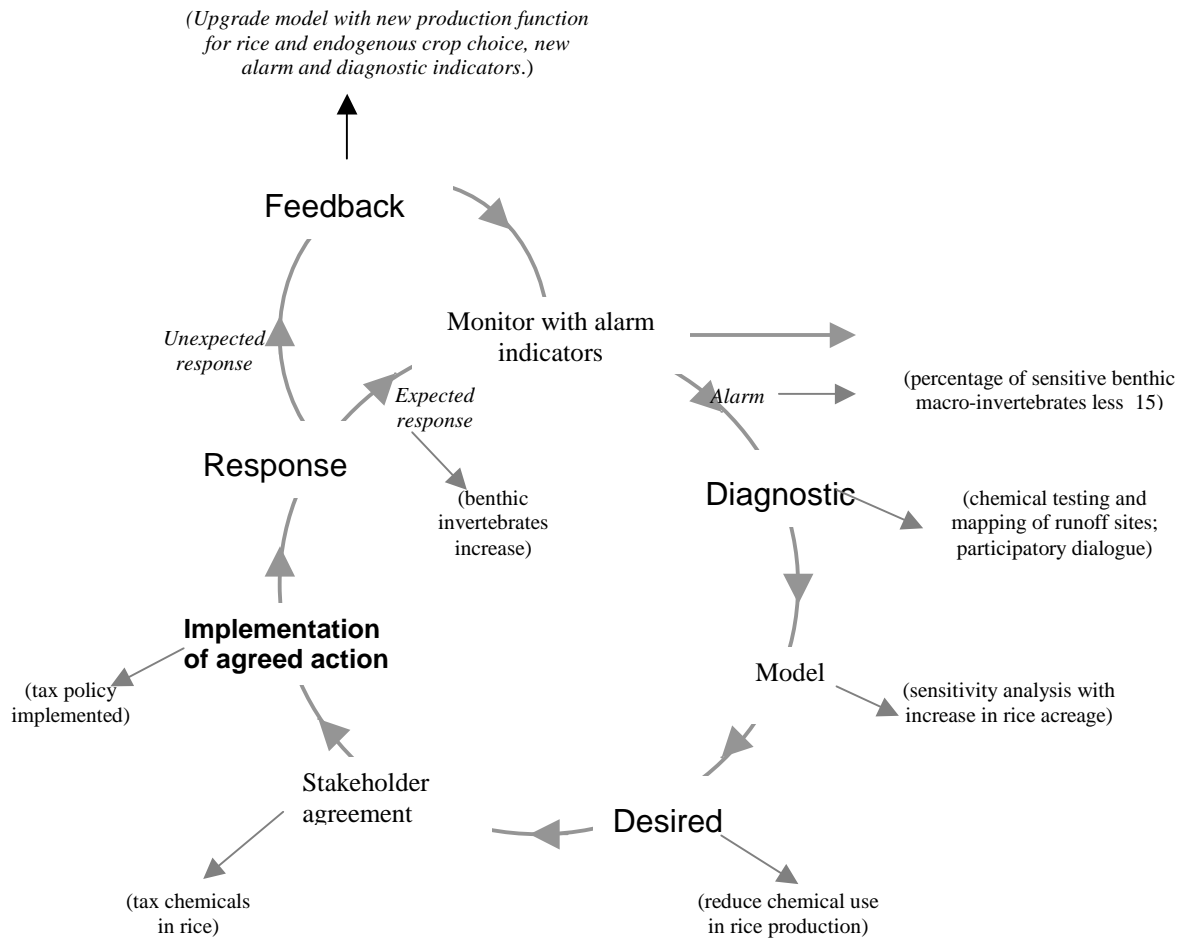 (Upgrade model with new production function
for rice and endogenous crop choice, new
alarm and diagnostic indicators.)
Feedback
Monitor with alarm
indicators
Unexpected
response
Expected
response
Alarm
(percentage of sensitive benthic
macro-invertebrates less 15)
Response
Diagnostic
(benthic
invertebrates
increase)
(chemical testing and
mapping of runoff sites;
participatory dialogue)
Implementation
of agreed action
Model
(tax policy
implemented)
(sensitivity analysis with
increase in rice acreage)
Stakeholder
agreement
Desired
(tax chemicals
in rice)
(reduce chemical use
in rice production)